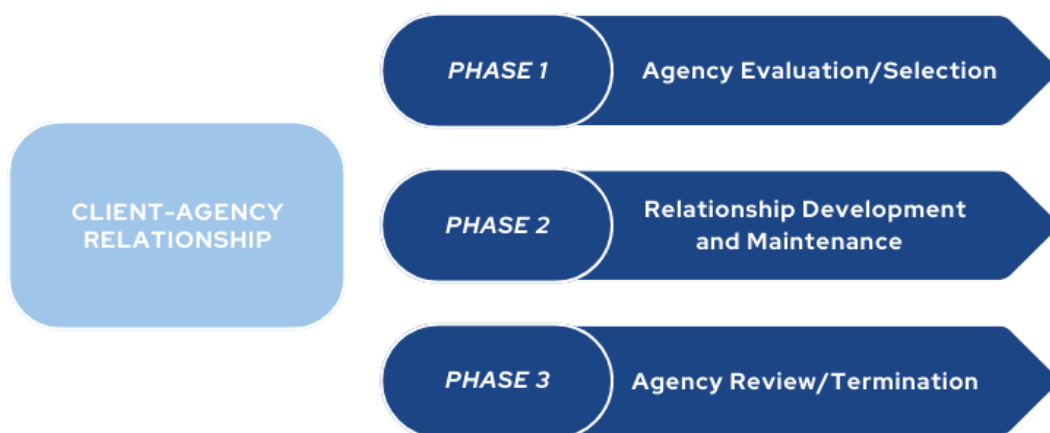 CLIENT-AGENCY
RELATIONSHIP
PHASE 1
Agency Evaluation/Selection
PHASE 2
Relationship Development
and Maintenance
PHASE 3
Agency Review/Termination